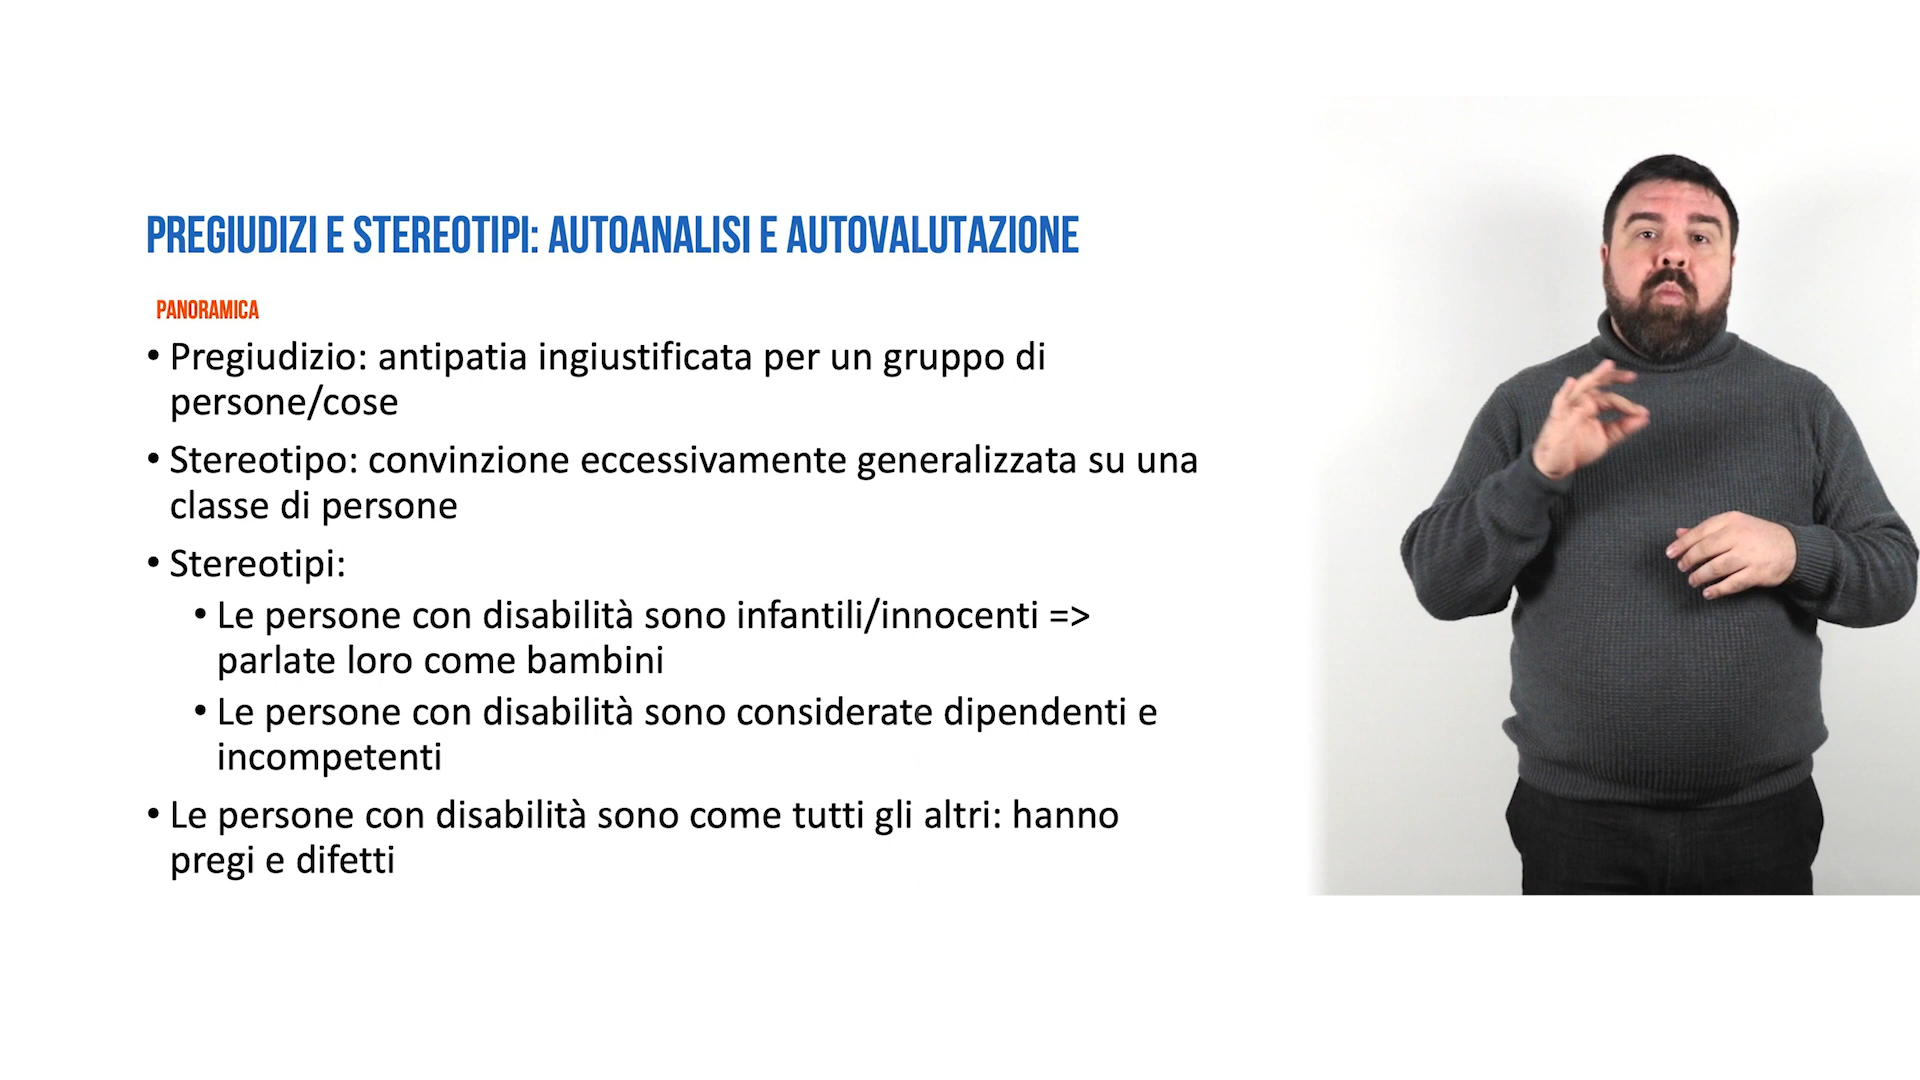 PREGIUDIZI E STEREOTIPI: AUTOANALISI E AUTOVALUTAZIONE
PANORAMICA
• Pregiudizio: antipatia ingiustificata per un gruppo di
persone/cose
• Stereotipo: convinzione eccessivamente generalizzata su una
classe di persone
• Stereotipi:
• Le persone con disabilità sono infantili/innocenti =>
parlate loro come bambini
• Le persone con disabilità sono considerate dipendenti e
incompetenti
• Le persone con disabilità sono come tutti gli altri: hanno
pregi e difetti